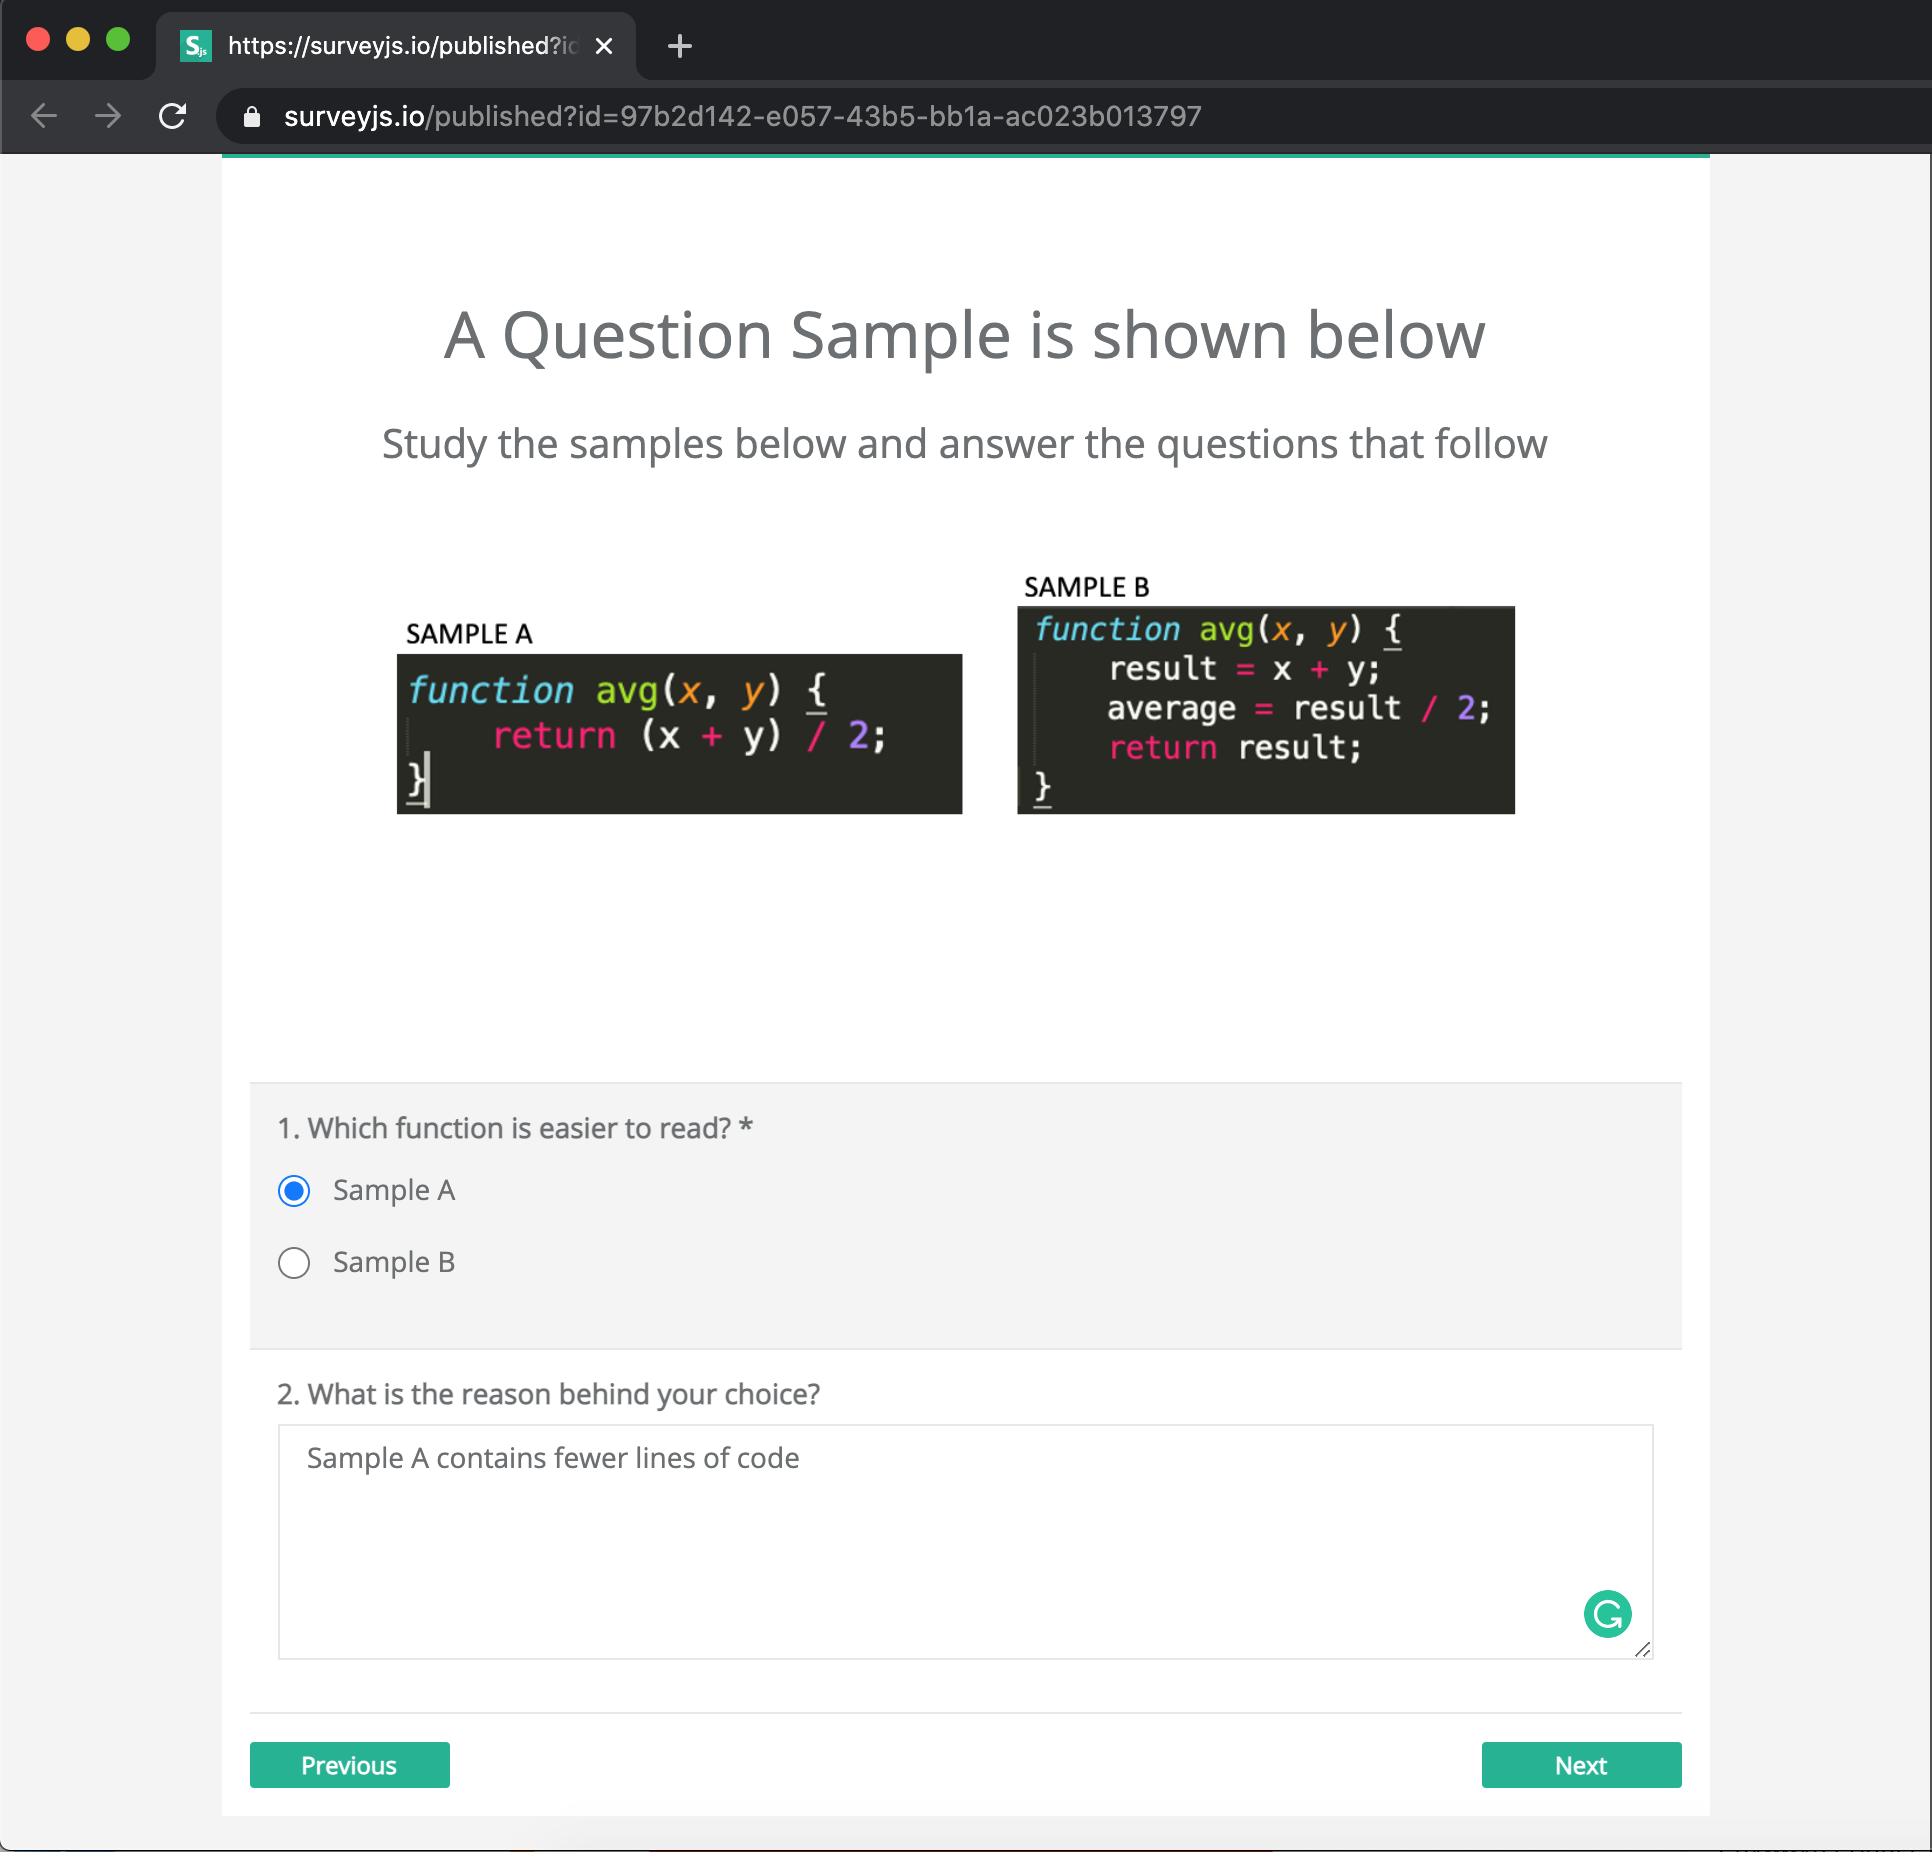 https://surveyjs.io/published?id
surveyjs.io/published?id=97b2d142-e057-43b5-bb1a-ac023b013797
A Question Sample is shown below
Study the samples below and answer the questions that follow
SAMPLE A
function avg(x, y) {
return (x + y) / 2;
}
SAMPLE B
function avg(x, y) {
result = x + y;
average = result / 2;
return result;
}
1. Which function is easier to read? *
Sample A
Sample B
2. What is the reason behind your choice?
Sample A contains fewer lines of code
Previous
Next